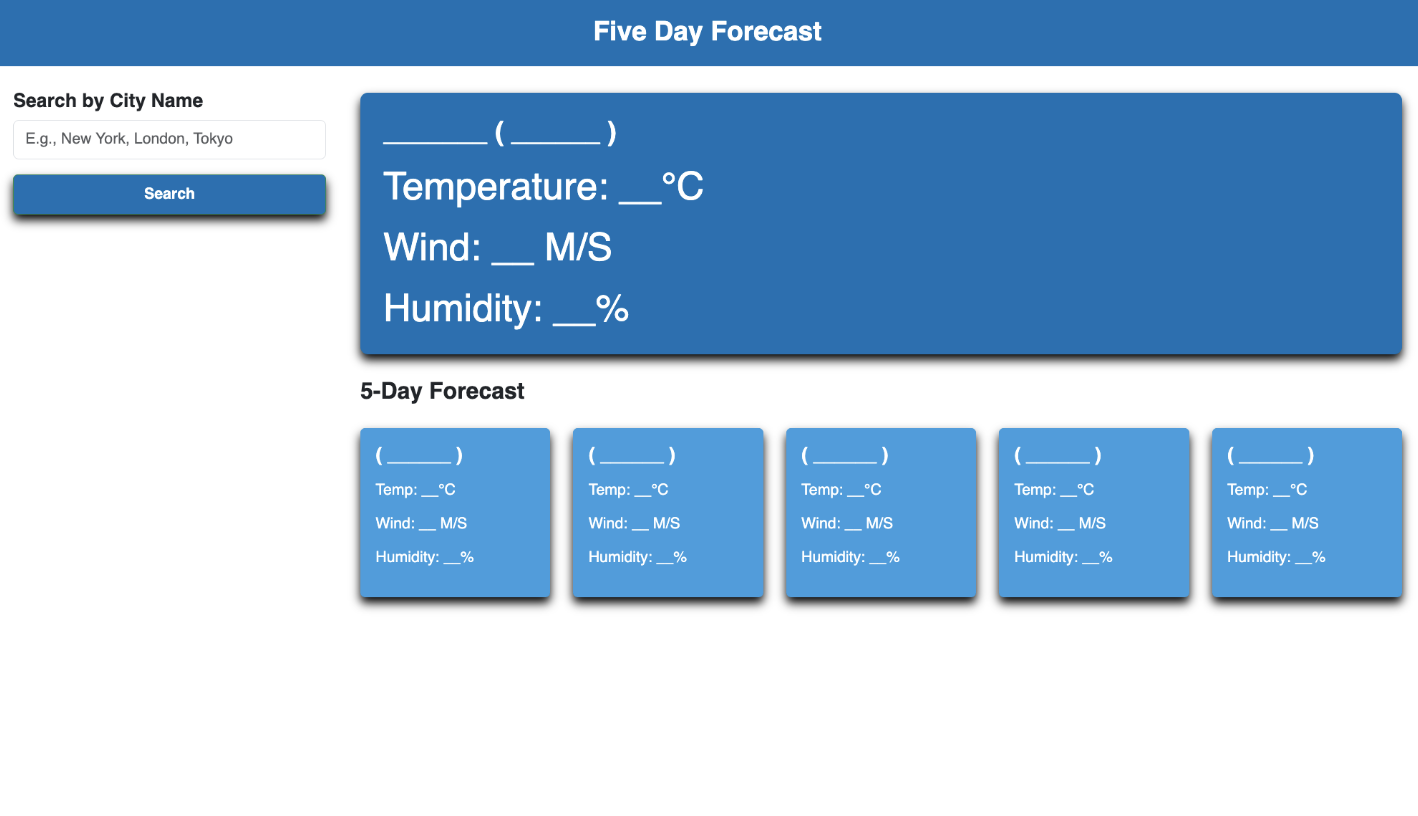 Five Day Forecast
Search by City Name
E.g., New York, London, Tokyo
Search
_______ ( ______ )
Temperature: __°C
Wind: __ M/S
Humidity: __%
5-Day Forecast
( ______ )
Temp: __°C
Wind: __ M/S
Humidity: __%
( ______ )
Temp: __°C
Wind: __ M/S
Humidity: __%
( ______ )
Temp: __°C
Wind: __ M/S
Humidity: __%
( ______ )
Temp: __°C
Wind: __ M/S
Humidity: __%
( ______ )
Temp: __°C
Wind: __ M/S
Humidity: __%